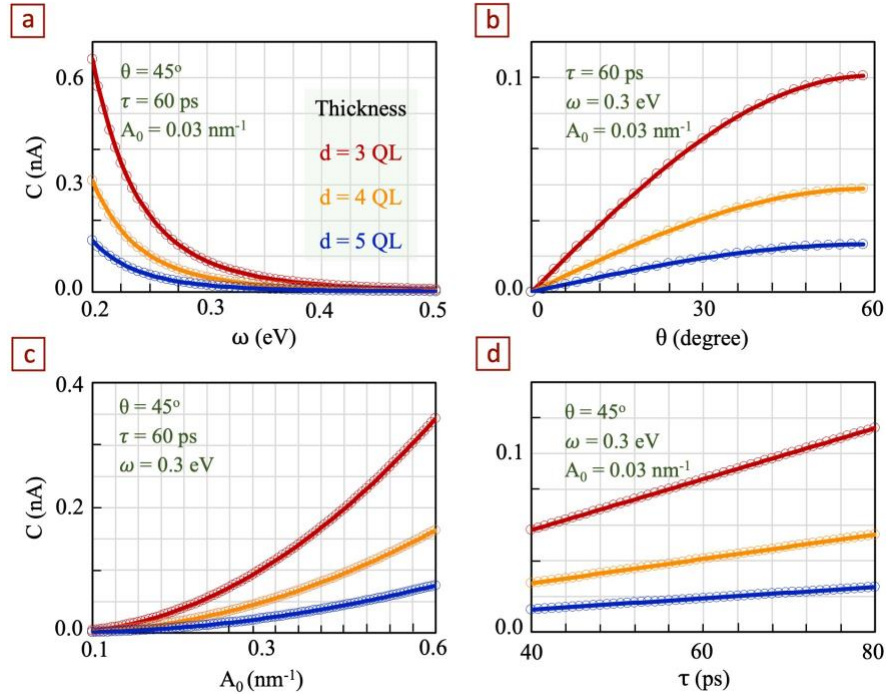 a
C (nA)
0.6
0.3
0.0
θ = 45°
τ = 60 ps
A₀ = 0.03 nm⁻¹
Thickness
d = 3 QL
d = 4 QL
d = 5 QL
0.2 0.3 0.4 0.5
ω (eV)
b
0.1
0.0
τ = 60 ps
ω = 0.3 eV
A₀ = 0.03 nm⁻¹
0 30 60
θ (degree)
c
C (nA)
0.4
0.2
0.0
θ = 45°
τ = 60 ps
ω = 0.3 eV
0.1 0.3 0.6
A₀ (nm⁻¹)
d
0.1
0.0
θ = 45°
ω = 0.3 eV
A₀ = 0.03 nm⁻¹
40 60 80
τ (ps)